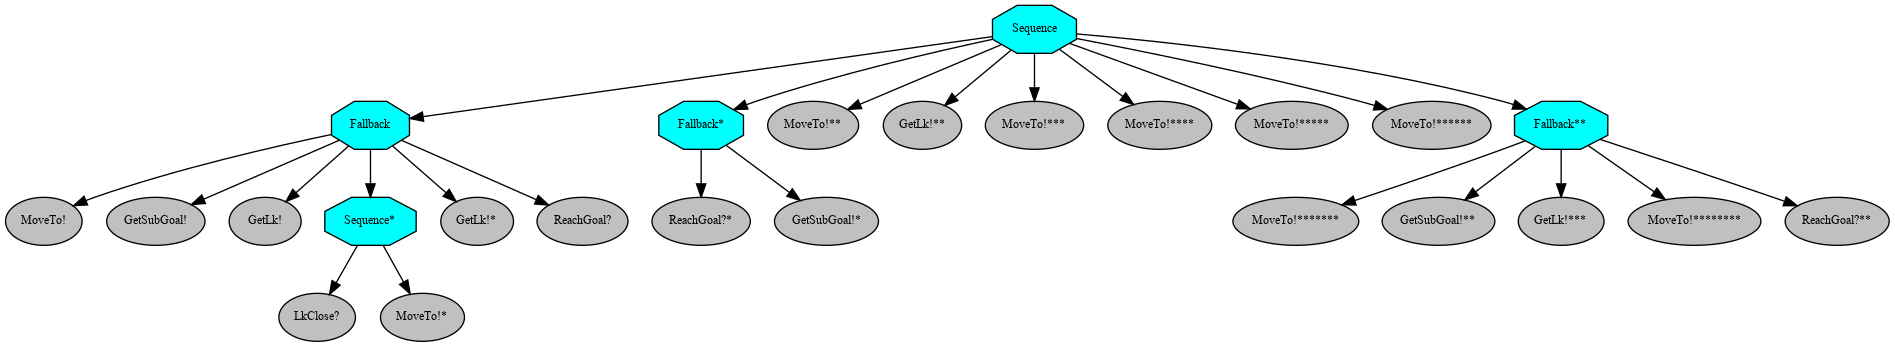 Sequence
Fallback
Fallback*
MoveTo!**
GetLk!**
MoveTo!***
MoveTo!****
MoveTo!*****
MoveTo!******
Fallback**
MoveTo!
GetSubGoal!
GetLk!
Sequence*
GetLk!*
ReachGoal?
ReachGoal?*
GetSubGoal!*
MoveTo!*******
GetSubGoal!**
GetLk!***
MoveTo!********
ReachGoal?**
LkClose?
MoveTo!*